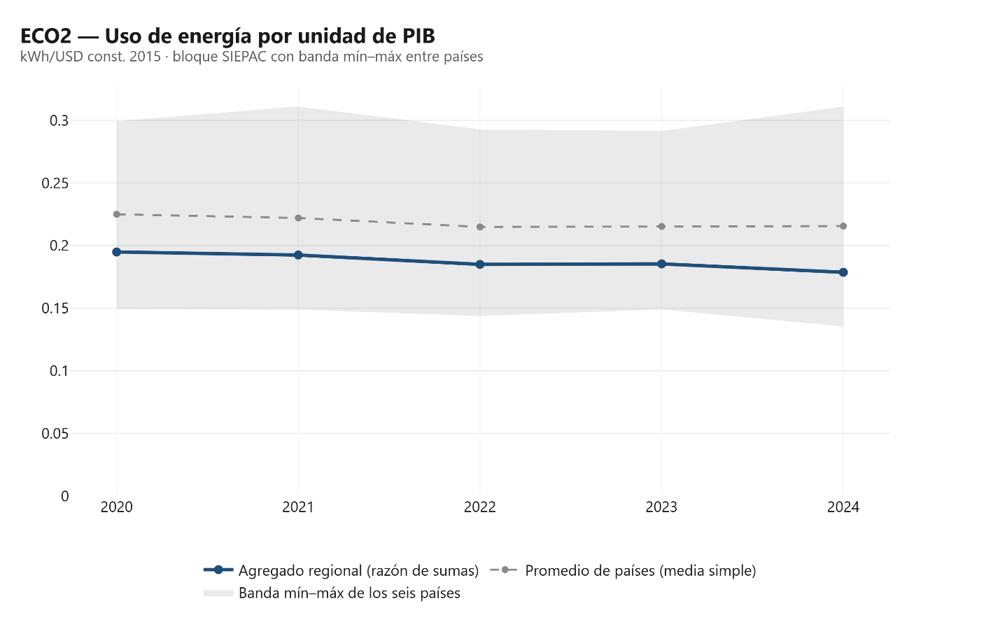 ECO2 — Uso de energía por unidad de PIB
kWh/USD const. 2015 · bloque SIEPAC con banda mín–máx entre países
0.3
0.25
0.2
0.15
0.1
0.05
0
2020 2021 2022 2023 2024
Agregado regional (razón de sumas) Promedio de países (media simple)
Banda mín–máx de los seis países